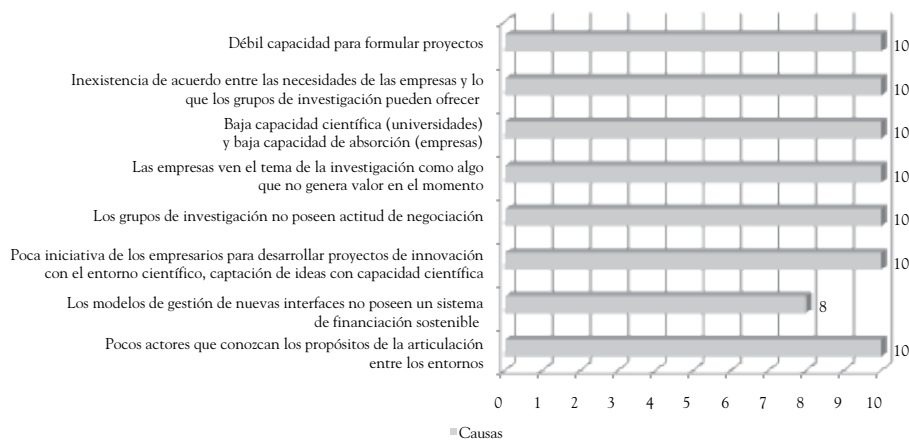 Débil capacidad para formular proyectos
10
Inexistencia de acuerdo entre las necesidades de las empresas y lo
que los grupos de investigación pueden ofrecer
10
Baja capacidad científica (universidades)
y baja capacidad de absorción (empresas)
10
Las empresas ven el tema de la investigación como algo
que no genera valor en el momento
10
Los grupos de investigación no poseen actitud de negociación
10
Poca iniciativa de los empresarios para desarrollar proyectos de innovación
con el entorno científico, captación de ideas con capacidad científica
10
Los modelos de gestión de nuevas interfaces no poseen un sistema
de financiación sostenible
8
Pocos actores que conozcan los propósitos de la articulación
entre los entornos
10
0 1 2 3 4 5 6 7 8 9 10
Causas